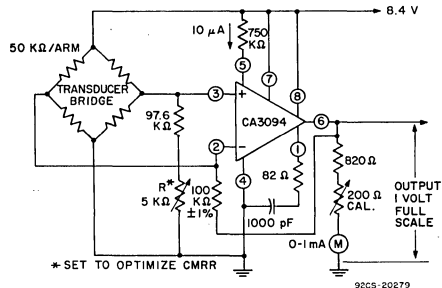 8.4 V
10 μA
750
KΩ
50 KΩ/ARM
TRANSDUCER
BRIDGE
5
7
8
3
+
CA3094
6
2
−
4
1
97.6
KΩ
R*
5 KΩ
100
KΩ
±1%
82 Ω
1000 pF
820 Ω
200 Ω
CAL.
0-1 mA
M
OUTPUT
1 VOLT
FULL
SCALE
* SET TO OPTIMIZE CMRR
92CS-20279